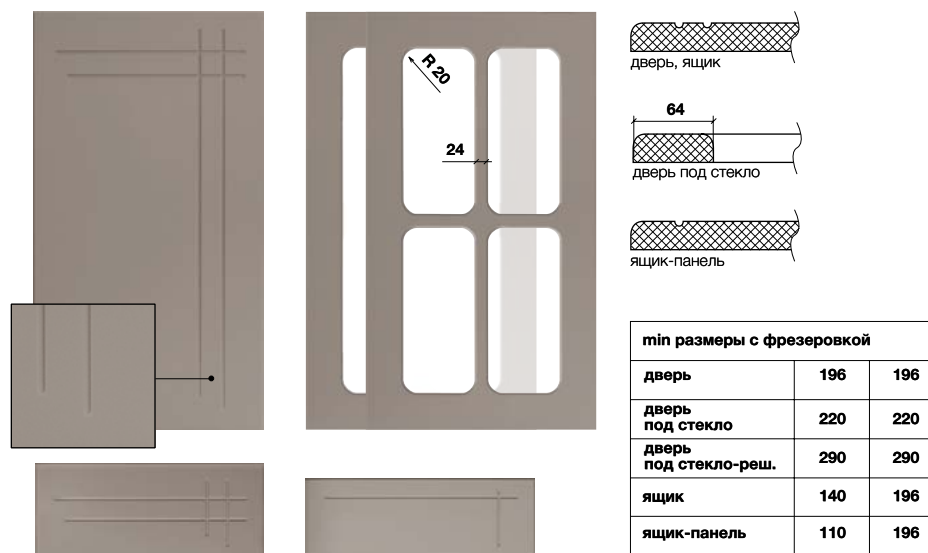 R 20
24
дверь, ящик
64
дверь под стекло
ящик-панель
min размеры с фрезеровкой
дверь 196 196
дверь
под стекло 220 220
дверь
под стекло-реш. 290 290
ящик 140 196
ящик-панель 110 196